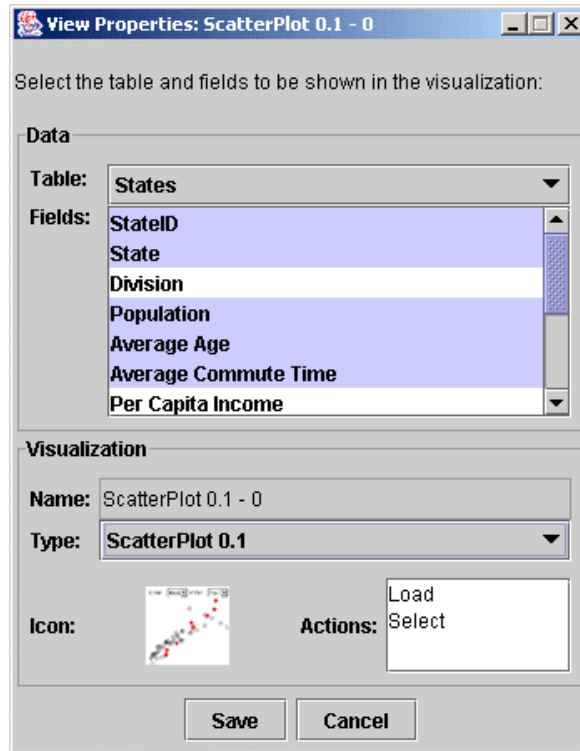 View Properties: ScatterPlot 0.1 - 0
Select the table and fields to be shown in the visualization:
Data
Table: States
Fields: StateID
State
Division
Population
Average Age
Average Commute Time
Per Capita Income
Visualization
Name: ScatterPlot 0.1 - 0
Type: ScatterPlot 0.1
Icon:
Actions: Load
Select
Save Cancel